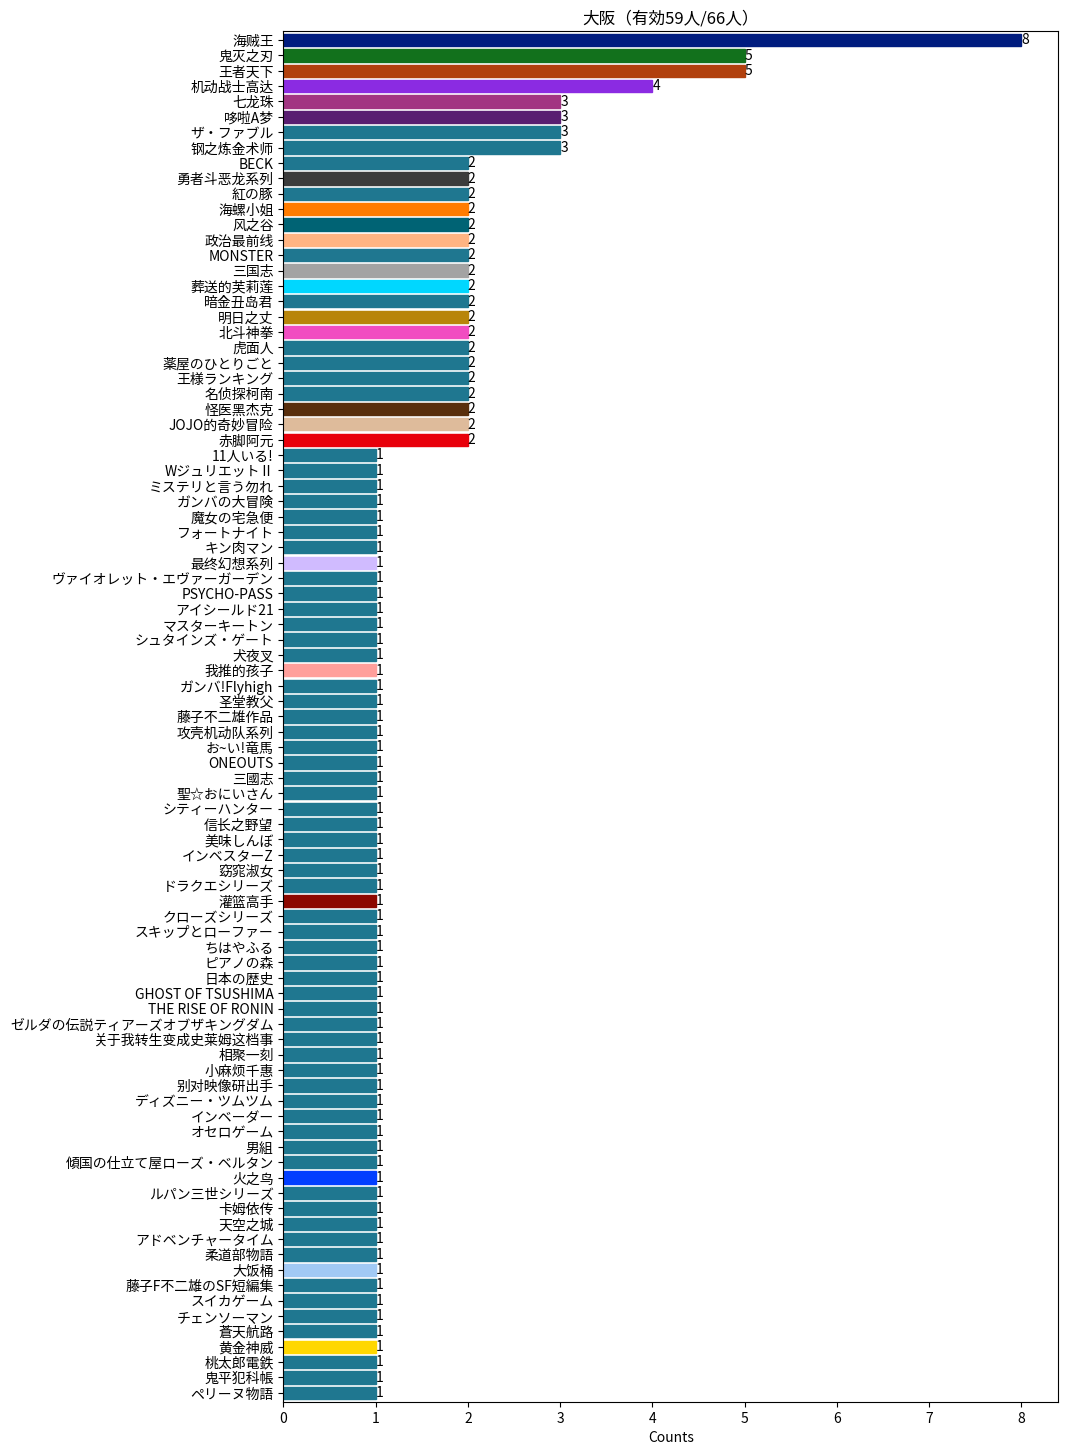 大阪（有効59人/66人）
海贼王 8
鬼灭之刃 5
王者天下 5
机动战士高达 4
七龙珠 3
哆啦A梦 3
ザ・ファブル 3
钢之炼金术师 3
BECK 2
勇者斗恶龙系列 2
紅の豚 2
海螺小姐 2
风之谷 2
政治最前线 2
MONSTER 2
三国志 2
葬送的芙莉莲 2
暗金丑岛君 2
明日之丈 2
北斗神拳 2
虎面人 2
薬屋のひとりごと 2
王様ランキング 2
名侦探柯南 2
怪医黑杰克 2
JOJO的奇妙冒险 2
赤脚阿元 2
11人いる! 1
WジュリエットⅡ 1
ミステリと言う勿れ 1
ガンバの大冒険 1
魔女の宅急便 1
フォートナイト 1
キン肉マン 1
最终幻想系列 1
ヴァイオレット・エヴァーガーデン 1
PSYCHO-PASS 1
アイシールド21 1
マスターキートン 1
シュタインズ・ゲート 1
犬夜叉 1
我推的孩子 1
ガンバ!Flyhigh 1
圣堂教父 1
藤子不二雄作品 1
攻壳机动队系列 1
お~い!竜馬 1
ONEOUTS 1
三國志 1
聖☆おにいさん 1
シティーハンター 1
信长之野望 1
美味しんぼ 1
インベスターZ 1
窈窕淑女 1
ドラクエシリーズ 1
灌篮高手 1
クローズシリーズ 1
スキップとローファー 1
ちはやふる 1
ピアノの森 1
日本の歴史 1
GHOST OF TSUSHIMA 1
THE RISE OF RONIN 1
ゼルダの伝説ティアーズオブザキングダム 1
关于我转生变成史莱姆这档事 1
相聚一刻 1
小麻烦千惠 1
别对映像研出手 1
ディズニー・ツムツム 1
インベーダー 1
オセロゲーム 1
男組 1
傾国の仕立て屋ローズ・ベルタン 1
火之鸟 1
ルパン三世シリーズ 1
卡姆依传 1
天空之城 1
アドベンチャータイム 1
柔道部物語 1
大饭桶 1
藤子F不二雄のSF短編集 1
スイカゲーム 1
チェンソーマン 1
蒼天航路 1
黄金神威 1
桃太郎電鉄 1
鬼平犯科帳 1
ペリーヌ物語 1
0 1 2 3 4 5 6 7 8
Counts